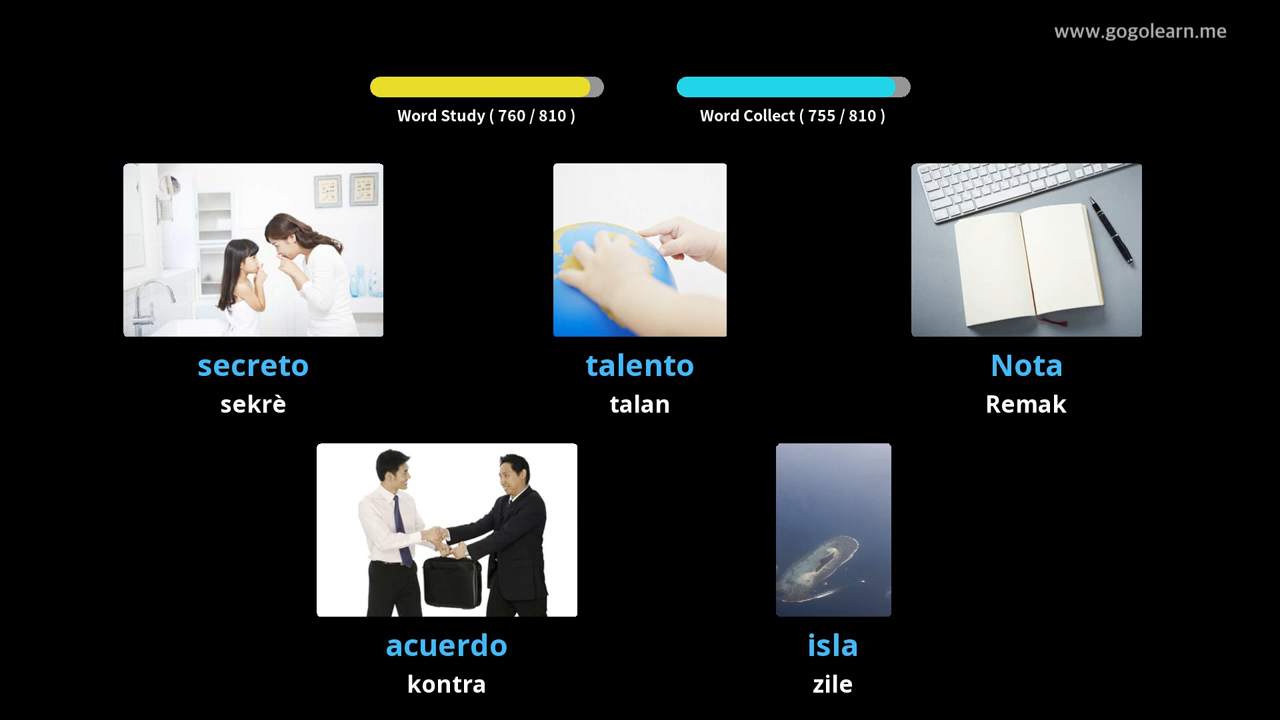 www.gogolearn.me
Word Study ( 760 / 810 )
Word Collect ( 755 / 810 )
secreto
sekrè
talento
talan
Nota
Remak
acuerdo
kontra
isla
zile